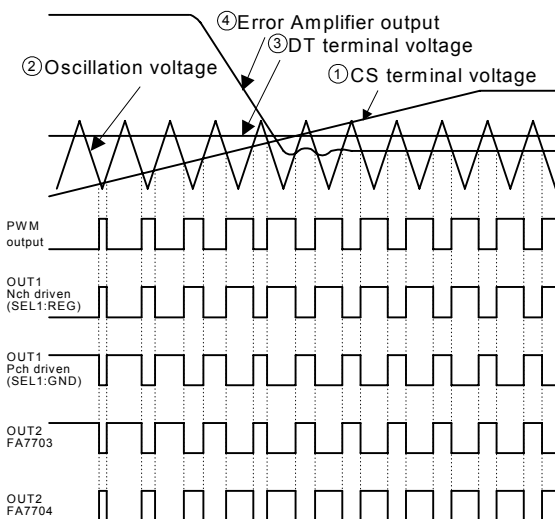 ④Error Amplifier output
③DT terminal voltage
②Oscillation voltage
①CS terminal voltage
PWM
output
OUT1
Nch driven
(SEL1:REG)
OUT1
Pch driven
(SEL1:GND)
OUT2
FA7703
OUT2
FA7704